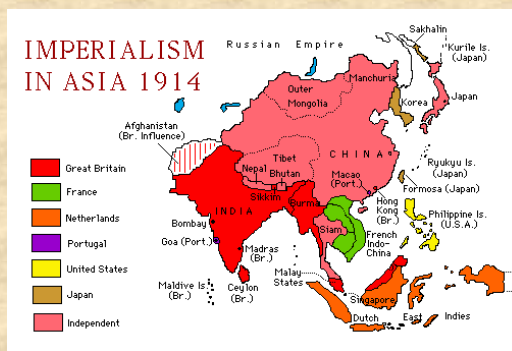 IMPERIALISM
IN ASIA 1914
Russian Empire
Sakhalin
Kurile Is.
(Japan)
Manchuria
Outer
Mongolia
Korea
Japan
Afghanistan
(Br. Influence)
Tibet
CHINA
Nepal
Bhutan
Macao
(Port.)
Ryukyu Is.
(Japan)
Sikkim
Formosa (Japan)
Great Britain
France
Netherlands
Portugal
United States
Japan
Independent
INDIA
Burma
Hong
Kong
(Br.)
Philippine Is.
(U.S.A.)
Bombay
Siam
French
Indo-
China
Goa (Port.)
Madras
(Br.)
Maldive Is.
(Br.)
Ceylon
(Br.)
Malay
States
Singapore
Dutch East Indies